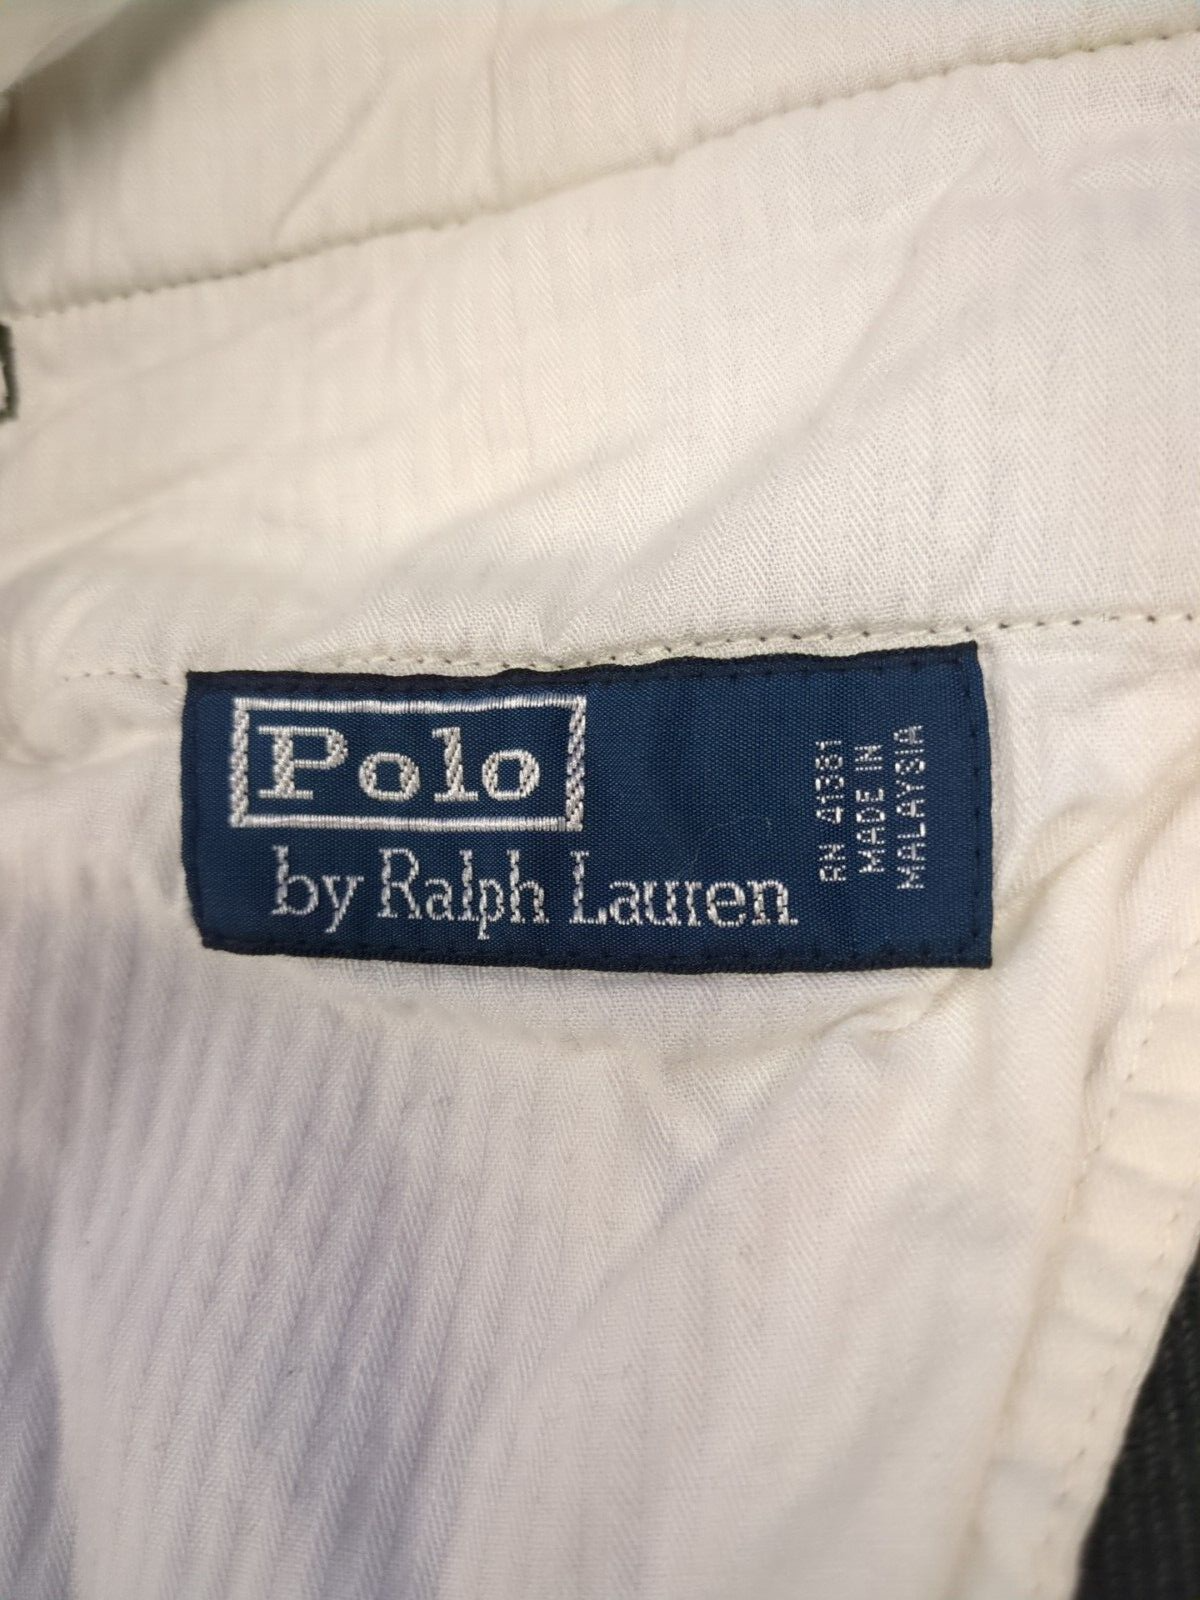 Polo
by Ralph Lauren
RN 41381
MADE IN
MALAYSIA